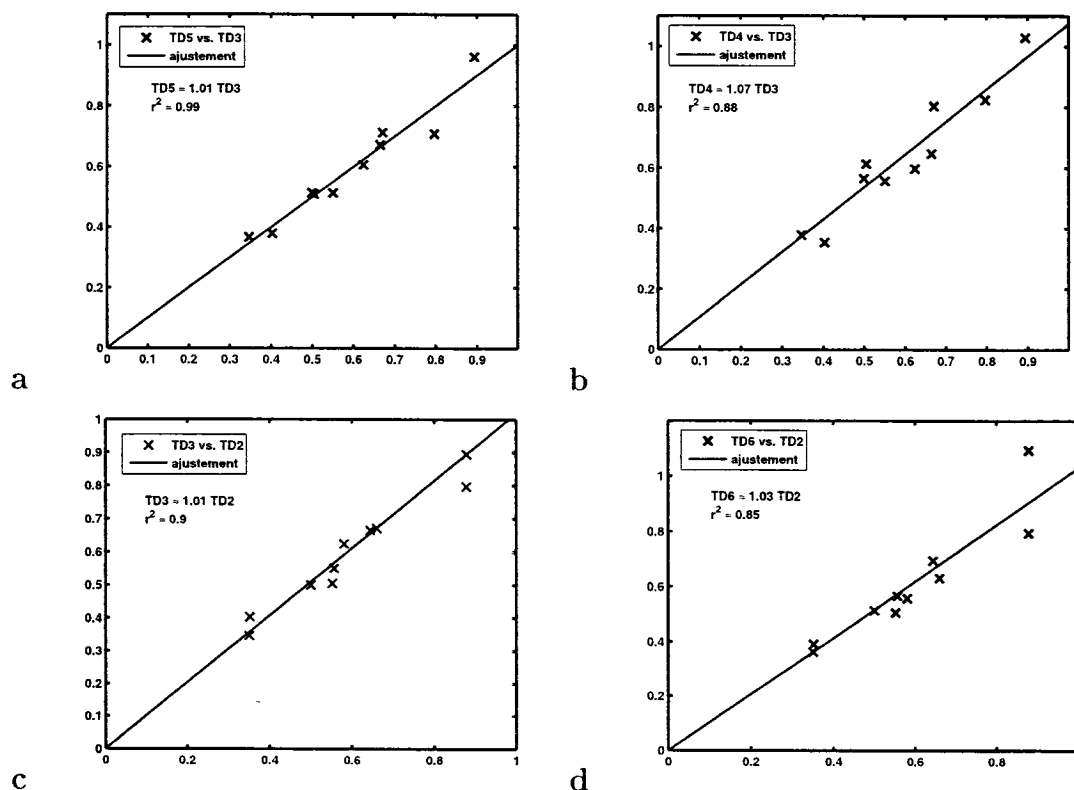 TD5 vs. TD3
ajustement
TD5 = 1.01 TD3
r² = 0.99
1
0.8
0.6
0.4
0.2
0
0 0.1 0.2 0.3 0.4 0.5 0.6 0.7 0.8 0.9
a
TD4 vs. TD3
ajustement
TD4 = 1.07 TD3
r² = 0.88
1
0.8
0.6
0.4
0.2
0
0 0.1 0.2 0.3 0.4 0.5 0.6 0.7 0.8 0.9
b
TD3 vs. TD2
ajustement
TD3 = 1.01 TD2
r² = 0.9
1
0.9
0.8
0.7
0.6
0.5
0.4
0.3
0.2
0.1
0
0 0.2 0.4 0.6 0.8 1
c
TD6 vs. TD2
ajustement
TD6 = 1.03 TD2
r² = 0.85
1
0.8
0.6
0.4
0.2
0
0 0.2 0.4 0.6 0.8
d